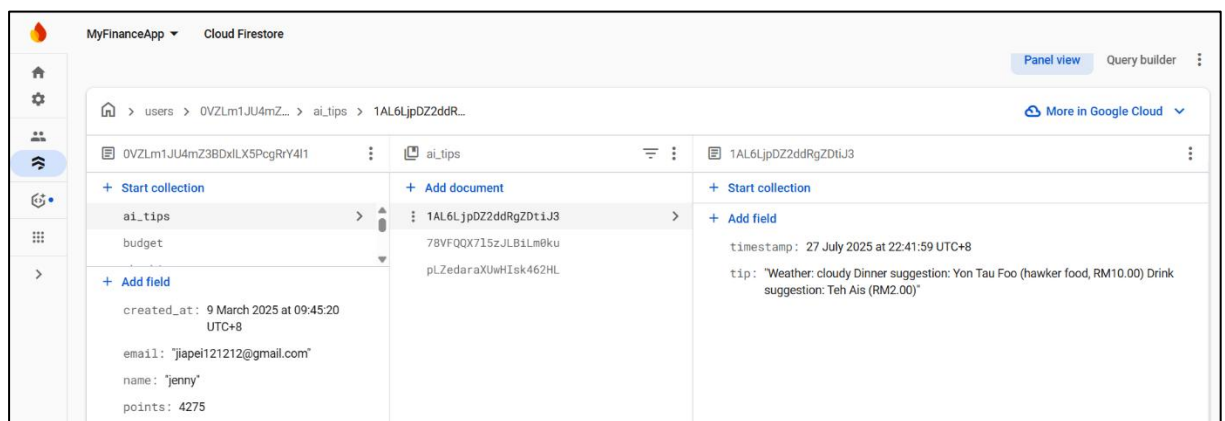 MyFinanceApp Cloud Firestore
Panel view Query builder
users > 0VZLm1JU4mZ... > ai_tips > 1AL6LjpDZ2ddR...
More in Google Cloud
0VZLm1JU4mZ3BDxILX5PcgRrY4l1
+ Start collection
ai_tips
budget
+ Add field
created_at: 9 March 2025 at 09:45:20
UTC+8
email: "jiapei121212@gmail.com"
name: "jenny"
points: 4275
ai_tips
+ Add document
1AL6LjpDZ2ddRgZDtiJ3
78VFQQX7l5zJLBiLm0ku
pLZedaraXUwHIsk462HL
1AL6LjpDZ2ddRgZDtiJ3
+ Start collection
+ Add field
timestamp: 27 July 2025 at 22:41:59 UTC+8
tip: "Weather: cloudy Dinner suggestion: Yon Tau Foo (hawker food, RM10.00) Drink
suggestion: Teh Ais (RM2.00)"